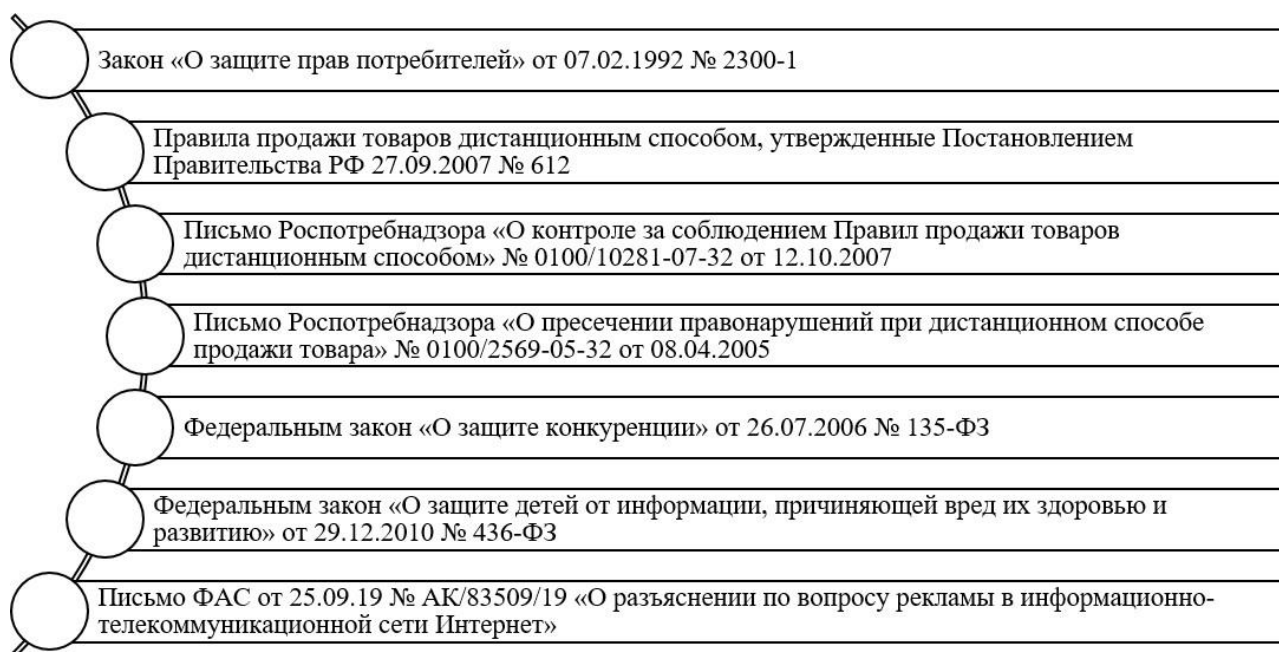 Закон «О защите прав потребителей» от 07.02.1992 № 2300-1
Правила продажи товаров дистанционным способом, утвержденные Постановлением
Правительства РФ 27.09.2007 № 612
Письмо Роспотребнадзора «О контроле за соблюдением Правил продажи товаров
дистанционным способом» № 0100/10281-07-32 от 12.10.2007
Письмо Роспотребнадзора «О пресечении правонарушений при дистанционном способе
продажи товара» № 0100/2569-05-32 от 08.04.2005
Федеральным закон «О защите конкуренции» от 26.07.2006 № 135-ФЗ
Федеральным закон «О защите детей от информации, причиняющей вред их здоровью и
развитию» от 29.12.2010 № 436-ФЗ
Письмо ФАС от 25.09.19 № АК/83509/19 «О разъяснении по вопросу рекламы в информационно-
телекоммуникационной сети Интернет»